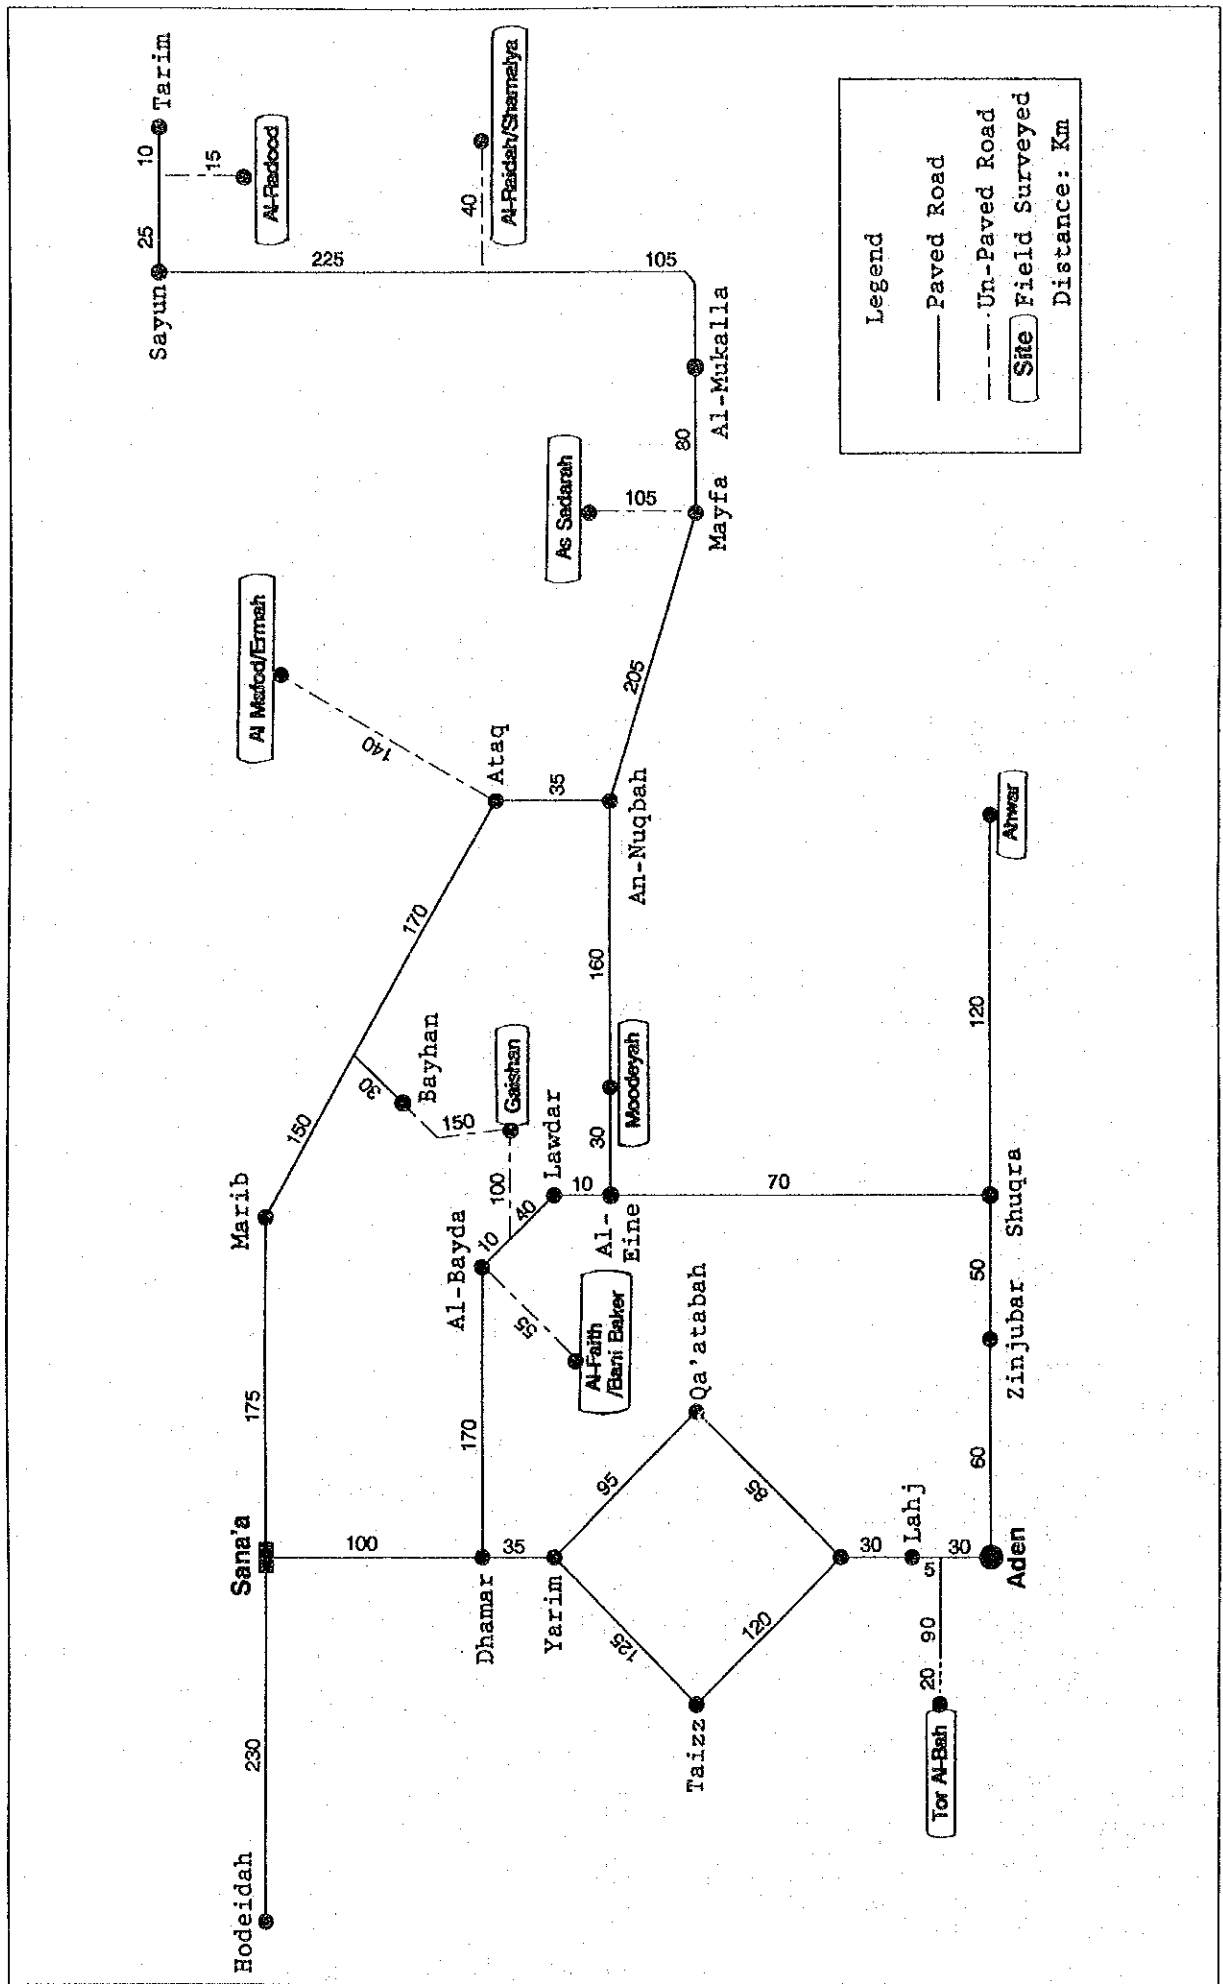 Hodeidah
230
Sana'a
175
Marib
150
170
30
Bayhan
150
Gaishan
100
Al Mafod/Ermah
140
Ataq
35
Sayun
25
10
Tarim
15
Al-Radood
225
40
Al-Raidah/Shamalya
105
100
Dhamar
170
Al-Bayda
10
40
Lawdar
10
55
Al-Faith
/Bani Baker
Al-
Eine
30
Moodeyah
160
An-Nuqbah
205
As Sadarah
105
Mayfa
80
Al-Mukalla
35
Yarim
125
95
Taizz
Qa'atabah
120
85
30
Lahj
5
30
Tor Al-Bah
20
90
Aden
60
Zinjubar
50
Shuqra
70
120
Ahwar
Legend
Paved Road
Un-Paved Road
Site Field Surveyed
Distance: Km